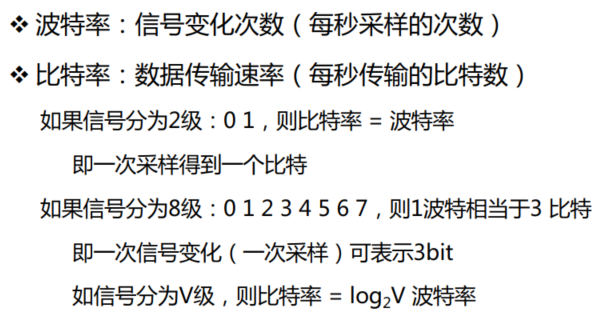 ❖ 波特率：信号变化次数（每秒采样的次数）
❖ 比特率：数据传输速率（每秒传输的比特数）
如果信号分为2级：0 1，则比特率 = 波特率
即一次采样得到一个比特
如果信号分为8级：0 1 2 3 4 5 6 7，则1波特相当于3 比特
即一次信号变化（一次采样）可表示3bit
如信号分为V级，则比特率 = log₂V 波特率